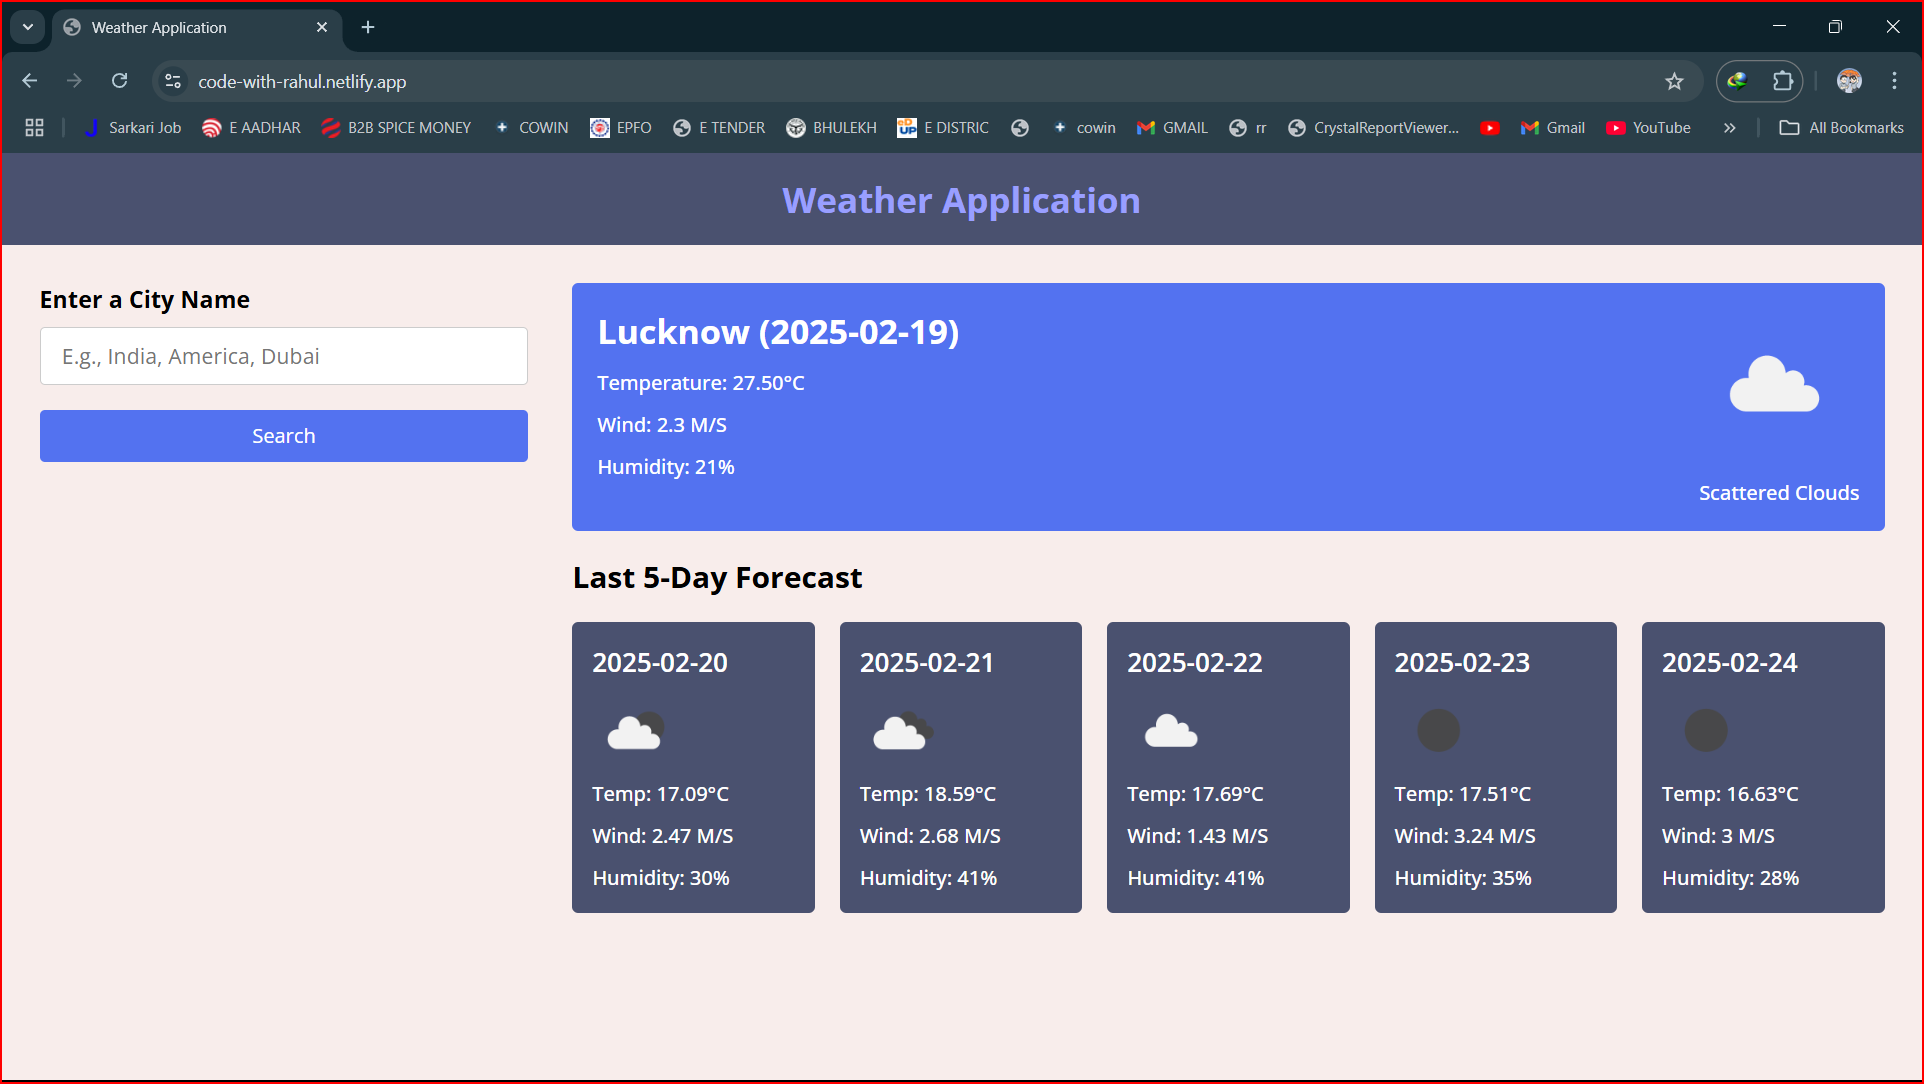 Weather Application
code-with-rahul.netlify.app
Sarkari Job E AADHAR B2B SPICE MONEY COWIN EPFO E TENDER BHULEKH eD UP E DISTRIC cowin GMAIL rr CrystalReportViewer... Gmail YouTube » All Bookmarks
Weather Application
Enter a City Name
E.g., India, America, Dubai
Search
Lucknow (2025-02-19)
Temperature: 27.50°C
Wind: 2.3 M/S
Humidity: 21%
Scattered Clouds
Last 5-Day Forecast
2025-02-20
Temp: 17.09°C
Wind: 2.47 M/S
Humidity: 30%
2025-02-21
Temp: 18.59°C
Wind: 2.68 M/S
Humidity: 41%
2025-02-22
Temp: 17.69°C
Wind: 1.43 M/S
Humidity: 41%
2025-02-23
Temp: 17.51°C
Wind: 3.24 M/S
Humidity: 35%
2025-02-24
Temp: 16.63°C
Wind: 3 M/S
Humidity: 28%